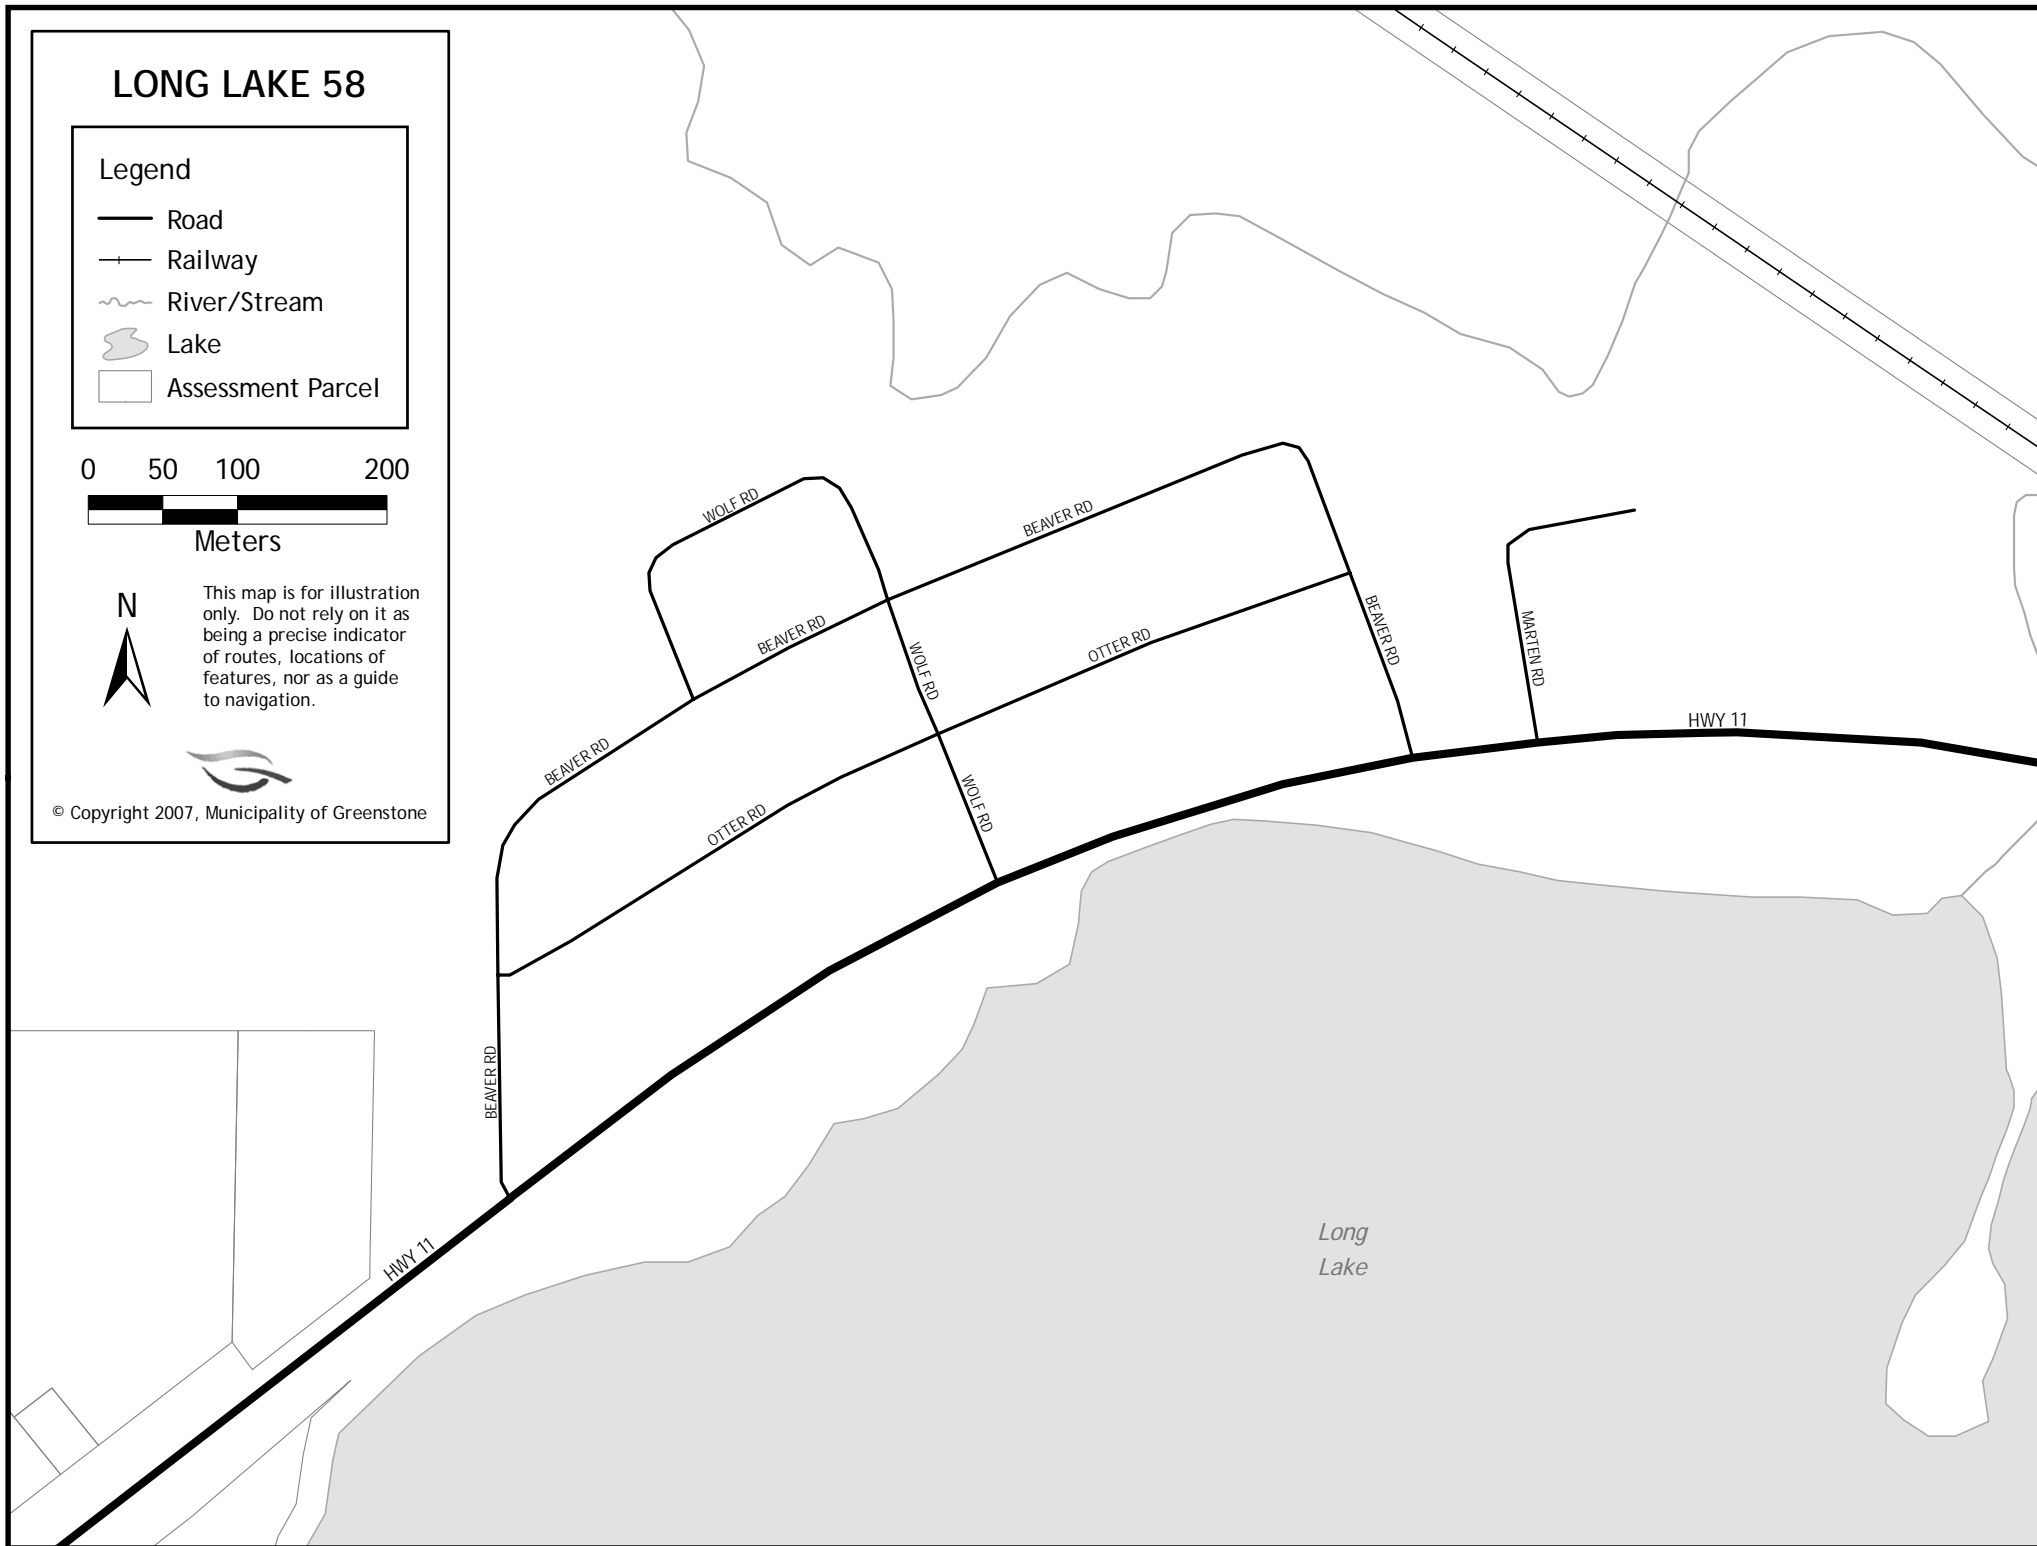 LONG LAKE 58
Legend
Road
Railway
River/Stream
Lake
Assessment Parcel
0 50 100 200
Meters
N
This map is for illustration
only. Do not rely on it as
being a precise indicator
of routes, locations of
features, nor as a guide
to navigation.
© Copyright 2007, Municipality of Greenstone
WOLF RD
BEAVER RD
BEAVER RD
BEAVER RD
MARTEN RD
OTTER RD
WOLF RD
HWY 11
BEAVER RD
WOLF RD
OTTER RD
BEAVER RD
HWY 11
Long
Lake